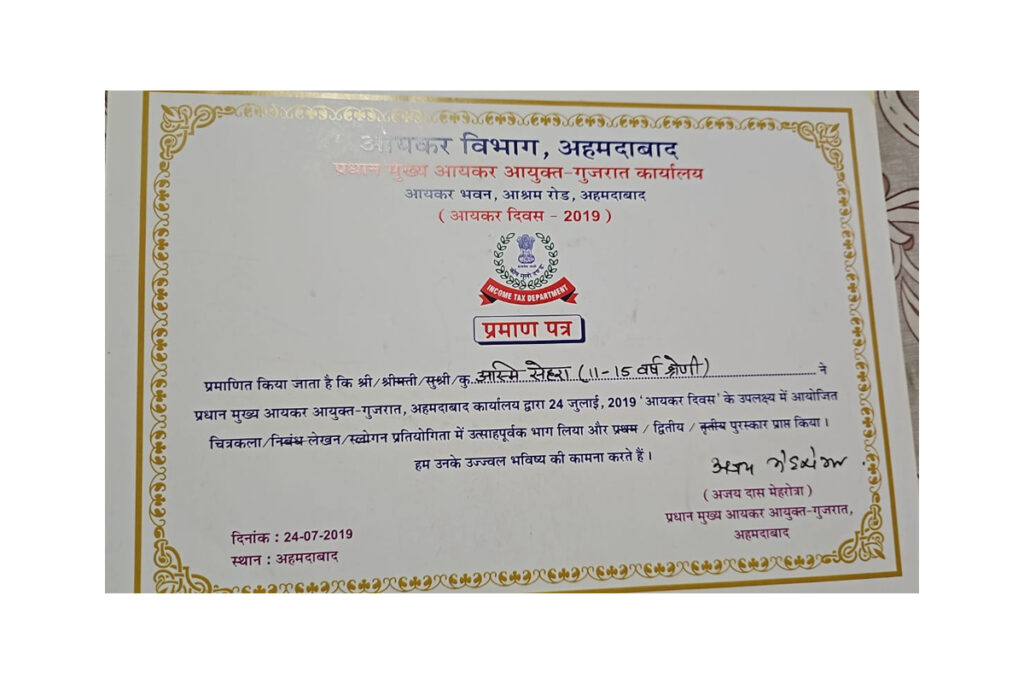 आयकर विभाग, अहमदाबाद
प्रधान मुख्य आयकर आयुक्त-गुजरात कार्यालय
आयकर भवन, आश्रम रोड, अहमदाबाद
( आयकर दिवस - 2019 )
INCOME TAX DEPARTMENT
प्रमाण पत्र
प्रमाणित किया जाता है कि श्री/श्रीमती/सुश्री/कु. अस्मि सेहरा (11-15 वर्ष श्रेणी) ने
प्रधान मुख्य आयकर आयुक्त-गुजरात, अहमदाबाद कार्यालय द्वारा 24 जुलाई, 2019 'आयकर दिवस' के उपलक्ष्य में आयोजित
चित्रकला/निबंध लेखन/स्लोगन प्रतियोगिता में उत्साहपूर्वक भाग लिया और प्रथम / द्वितीय / तृतीय पुरस्कार प्राप्त किया ।
हम उनके उज्ज्वल भविष्य की कामना करते हैं ।
(अजय दास मेहरोत्रा)
प्रधान मुख्य आयकर आयुक्त-गुजरात,
अहमदाबाद
दिनांक : 24-07-2019
स्थान : अहमदाबाद